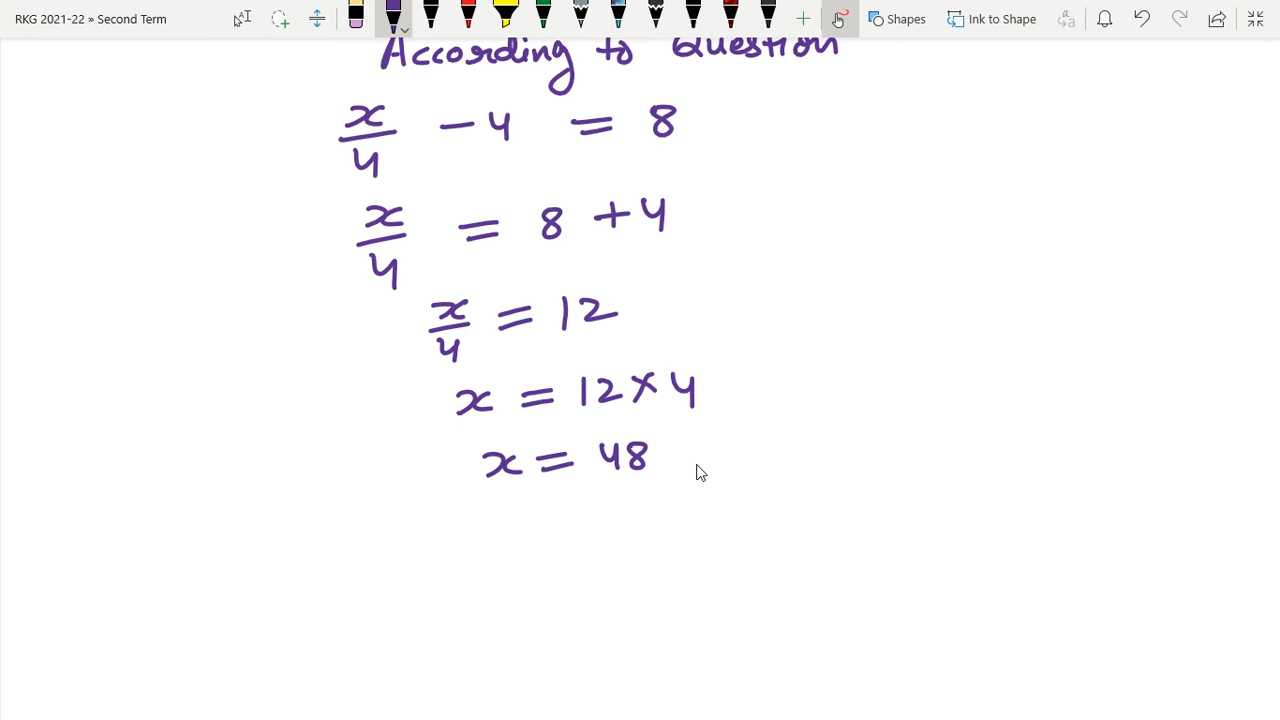 RKG 2021-22 » Second Term
Shapes
Ink to Shape
According to Question
x/4 - 4 = 8
x/4 = 8 + 4
x/4 = 12
x = 12 × 4
x = 48